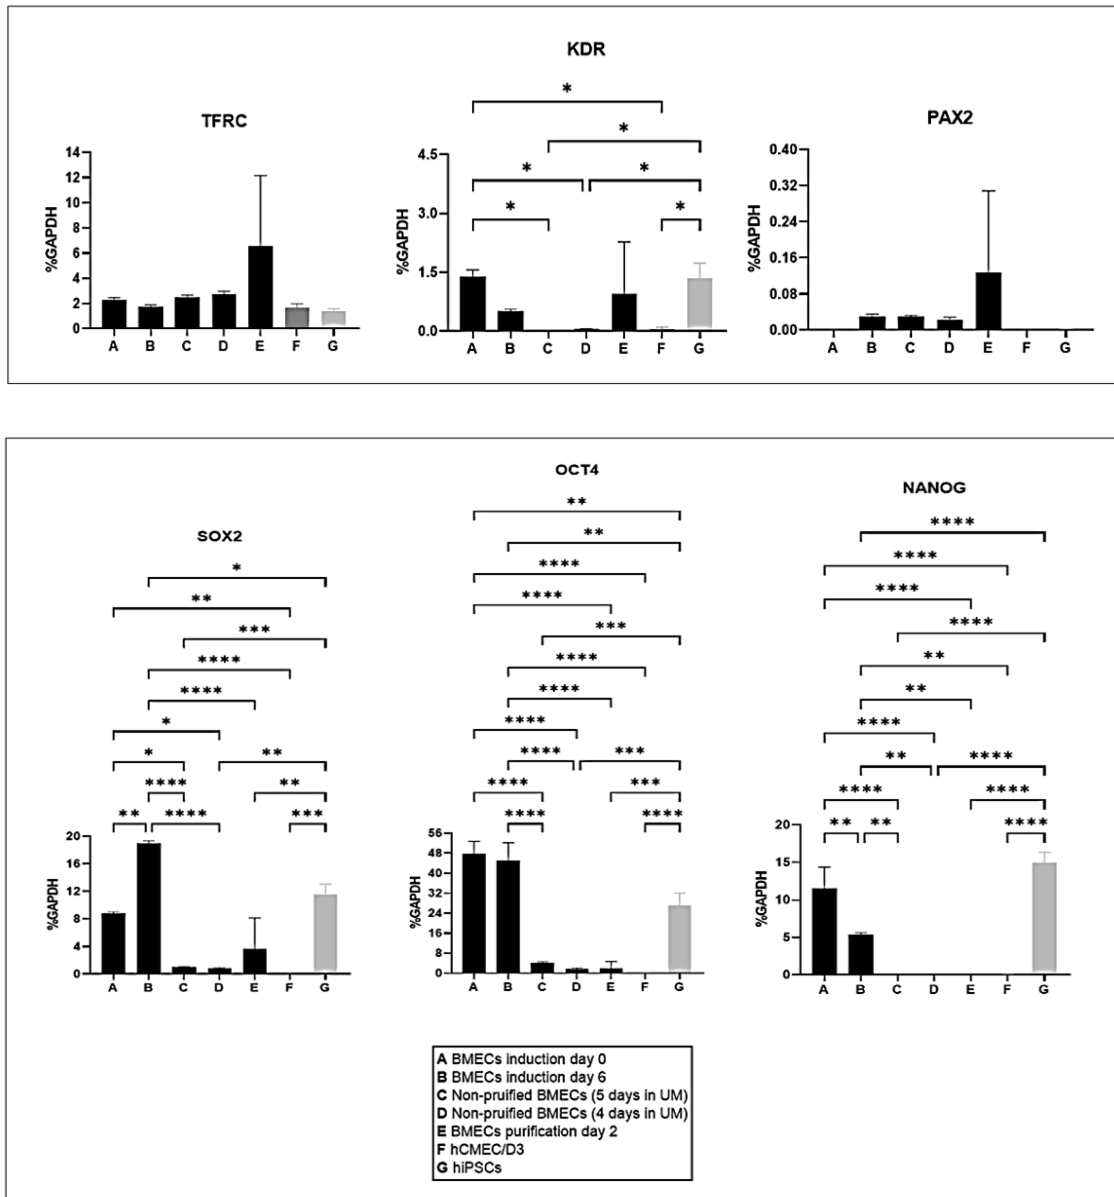 TFRC
%GAPDH
14
12
10
8
6
4
2
0
A B C D E F G
KDR
*
*
* *
* *
%GAPDH
4.5
3.0
1.5
0.0
A B C D E F G
PAX2
%GAPDH
0.40
0.32
0.24
0.16
0.08
0.00
A B C D E F G
SOX2
*
**
***
****
****
*
* **
**** **
** **** ***
%GAPDH
20
16
12
8
4
0
A B C D E F G
OCT4
**
**
****
****
***
****
****
****
**** ***
**** ***
**** ****
%GAPDH
56
48
40
32
24
16
8
0
A B C D E F G
NANOG
****
****
****
****
**
**
****
** ****
**** ****
** ** ****
%GAPDH
20
15
10
5
0
A B C D E F G
A BMECs induction day 0
B BMECs induction day 6
C Non-pruified BMECs (5 days in UM)
D Non-pruified BMECs (4 days in UM)
E BMECs purification day 2
F hCMEC/D3
G hiPSCs